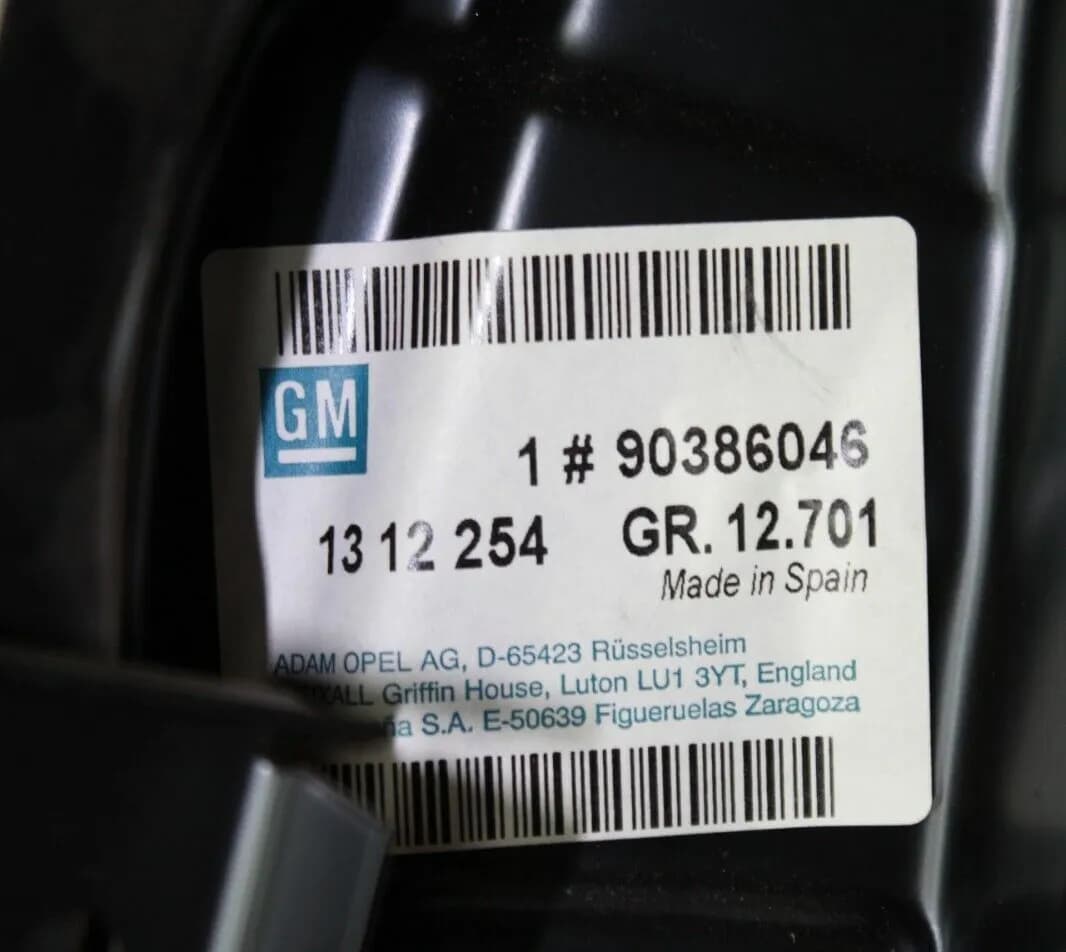 GM
1 # 90386046
13 12 254 GR. 12.701
Made in Spain
ADAM OPEL AG, D-65423 Rüsselsheim
Griffin House, Luton LU1 3YT, England
S.A. E-50639 Figueruelas Zaragoza